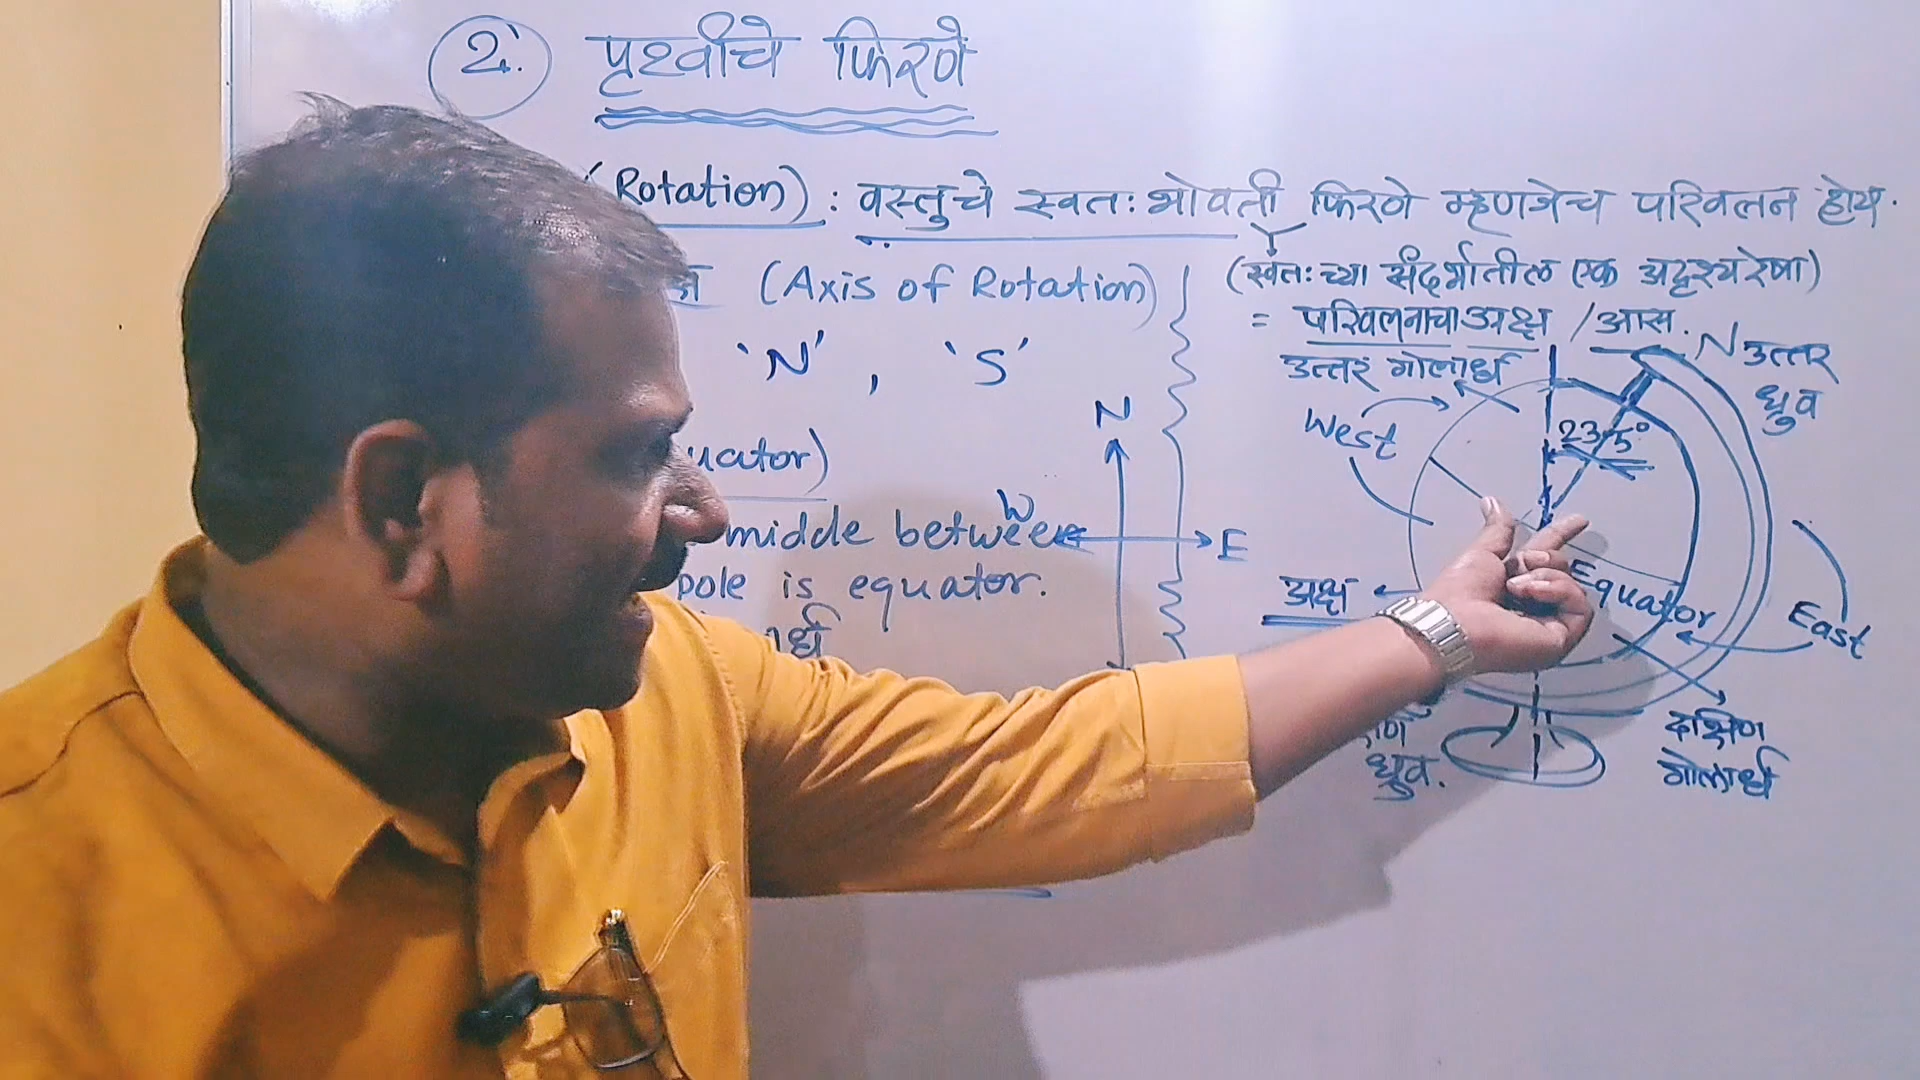 2.
पृथ्वीचे फिरणे
(Rotation) : वस्तुचे स्वतः भोवती फिरणे म्हणजेच परिवलन होय.
(स्वतः च्या संदर्भातील एक अदृश्य रेषा)
= परिवलनाचा अक्ष / आस.
(Axis of Rotation)
'N' , 'S'
uator)
middle between
pole is equator.
र्ध
N
W
E
उत्तर गोलार्ध
N उत्तर
ध्रुव
West
23.5°
अक्ष
Equator
East
ध्रुव.
दक्षिण
गोलार्ध